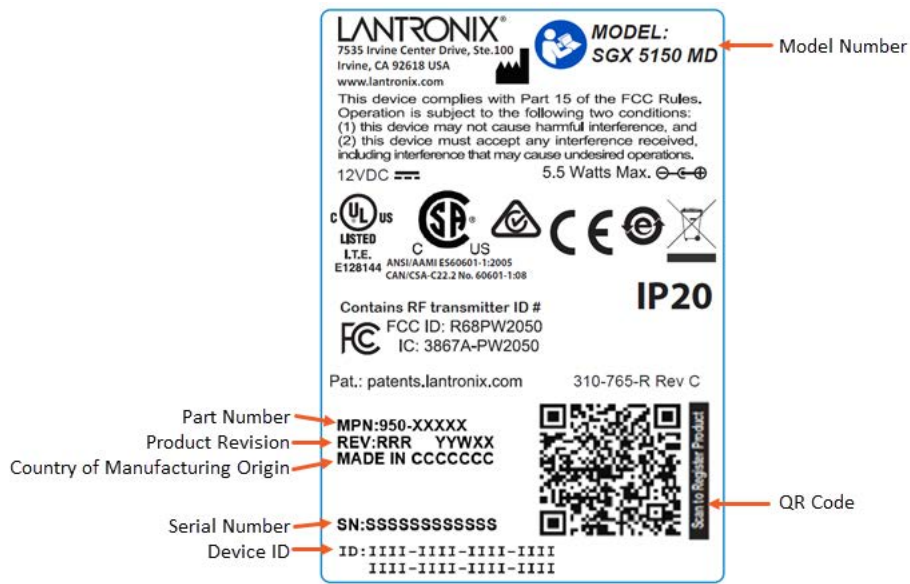 LANTRONIX®
7535 Irvine Center Drive, Ste.100
Irvine, CA 92618 USA
www.lantronix.com
MODEL:
SGX 5150 MD
Model Number
This device complies with Part 15 of the FCC Rules.
Operation is subject to the following two conditions:
(1) this device may not cause harmful interference, and
(2) this device must accept any interference received,
including interference that may cause undesired operations.
12VDC
5.5 Watts Max.
C UL US
LISTED
I.T.E.
E128144
SA ®
C US
ANSI/AAMI ES60601-1:2005
CAN/CSA-C22.2 No. 60601-1:08
CE
e
IP20
Contains RF transmitter ID #
FC FCC ID: R68PW2050
IC: 3867A-PW2050
Pat.: patents.lantronix.com
310-765-R Rev C
Part Number
MPN:950-XXXXX
Product Revision
REV:RRR YYWXX
Country of Manufacturing Origin
MADE IN CCCCCCC
Scan to Register Product
QR Code
Serial Number
SN:SSSSSSSSSSSS
Device ID
ID:IIII-IIII-IIII-IIII
IIII-IIII-IIII-IIII